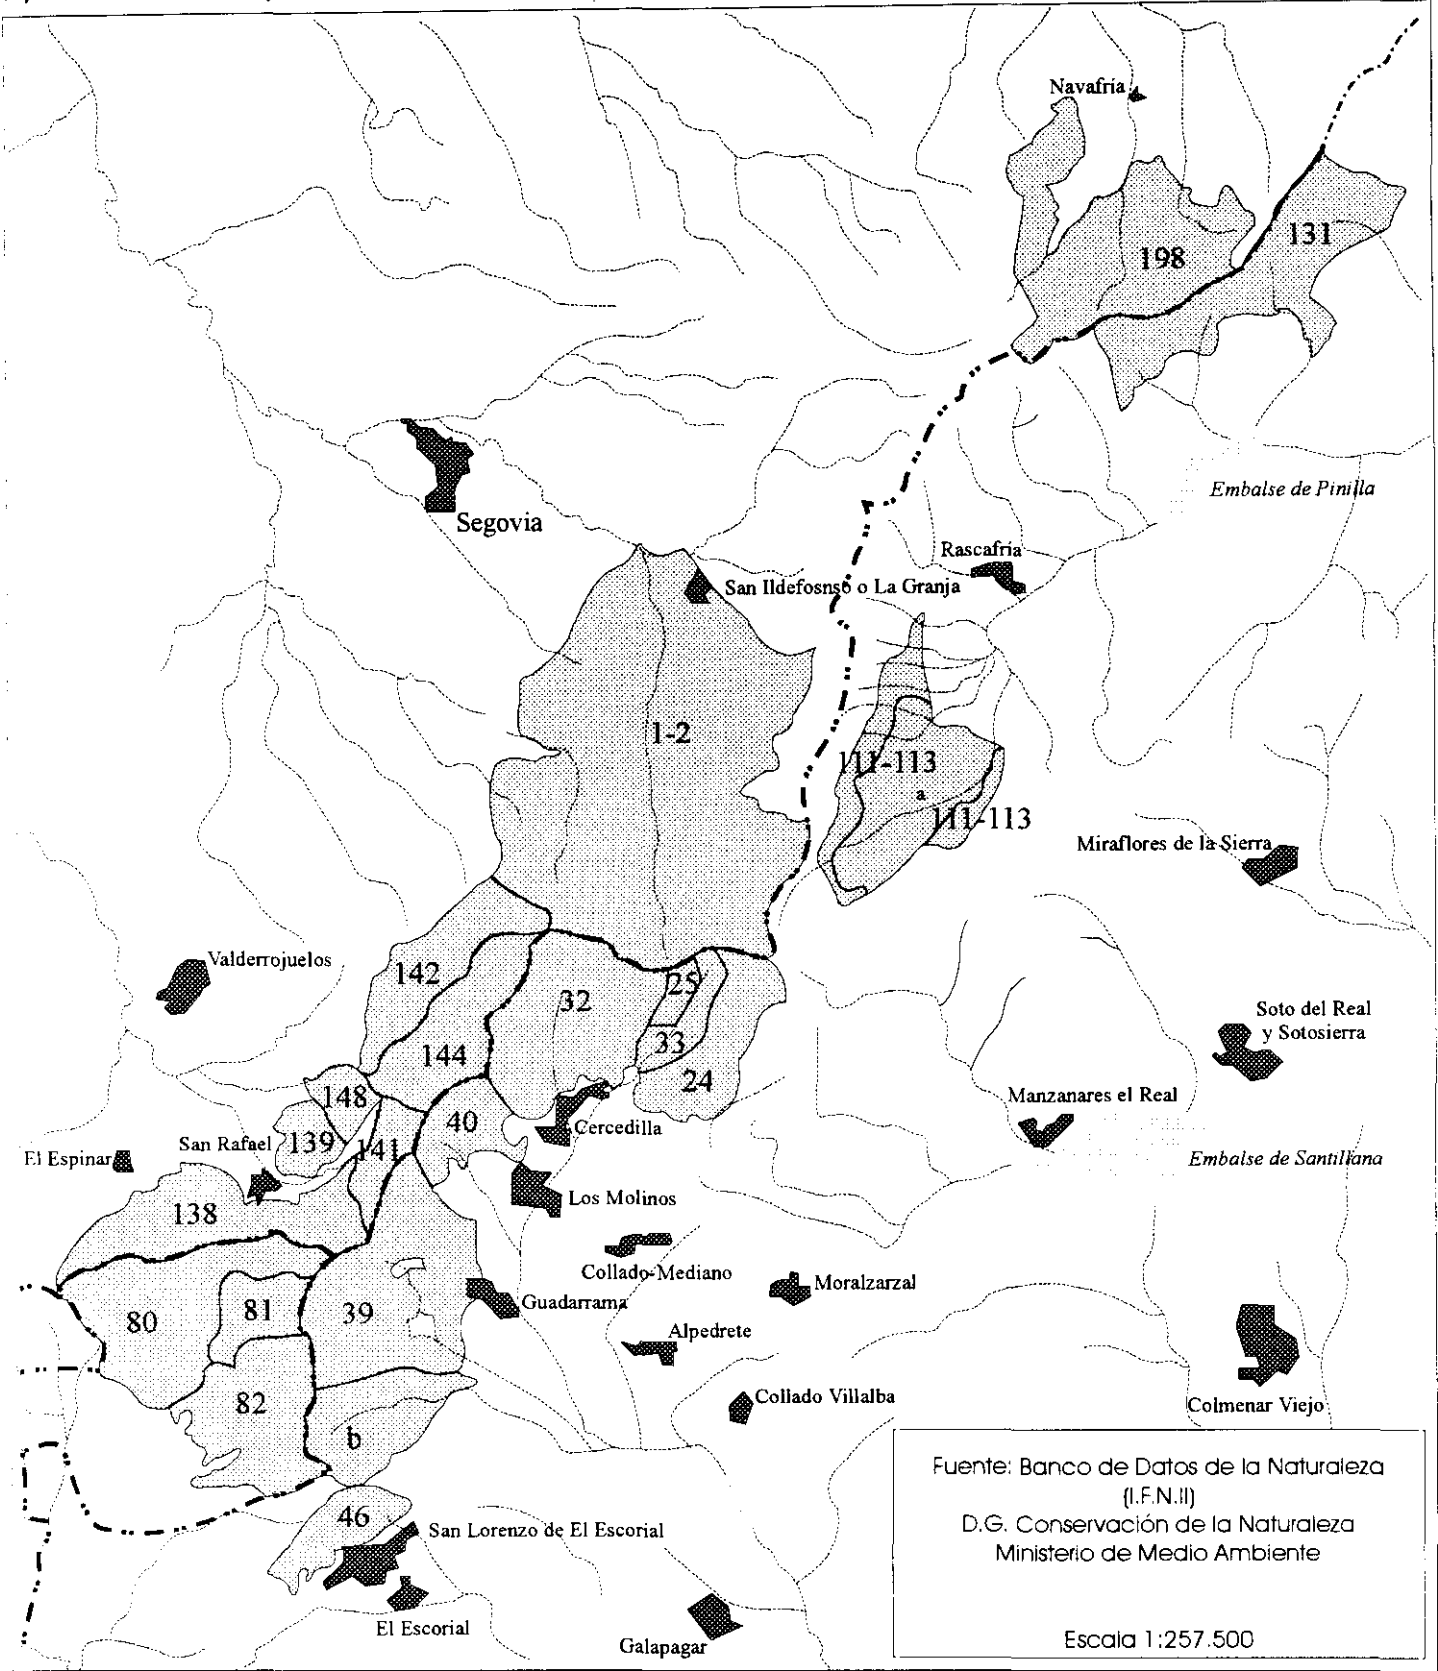 Navafría
131
198
Embalse de Pinilla
Segovia
Rascafría
San Ildefosnso o La Granja
1-2
111-113
a
111-113
Miraflores de la Sierra
Valderrojuelos
142
25
32
Soto del Real
y Sotosierra
144
33
24
148
Manzanares el Real
40
Cercedilla
San Rafael
139
141
El Espinar
Embalse de Santillana
Los Molinos
138
Collado-Mediano
Moralzarzal
Guadarrama
80
81
39
Alpedrete
82
Collado Villalba
Colmenar Viejo
b
Fuente: Banco de Datos de la Naturaleza
(I.F.N.II)
D.G. Conservación de la Naturaleza
Ministerio de Medio Ambiente
46
San Lorenzo de El Escorial
El Escorial
Galapagar
Escala 1:257.500